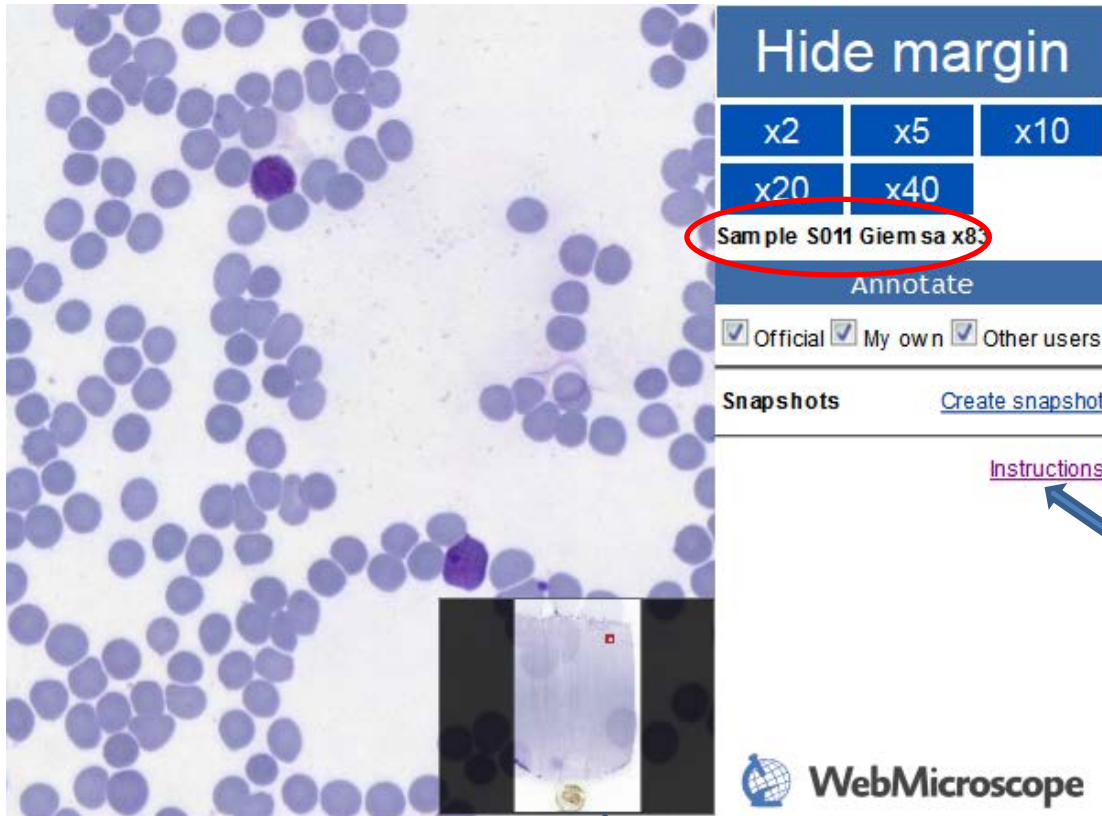 Hide margin
x2 x5 x10
x20 x40
Sample S011 Giemsa x83
Annotate
Official My own Other users
Snapshots Create snapshot
Instructions
WebMicroscope